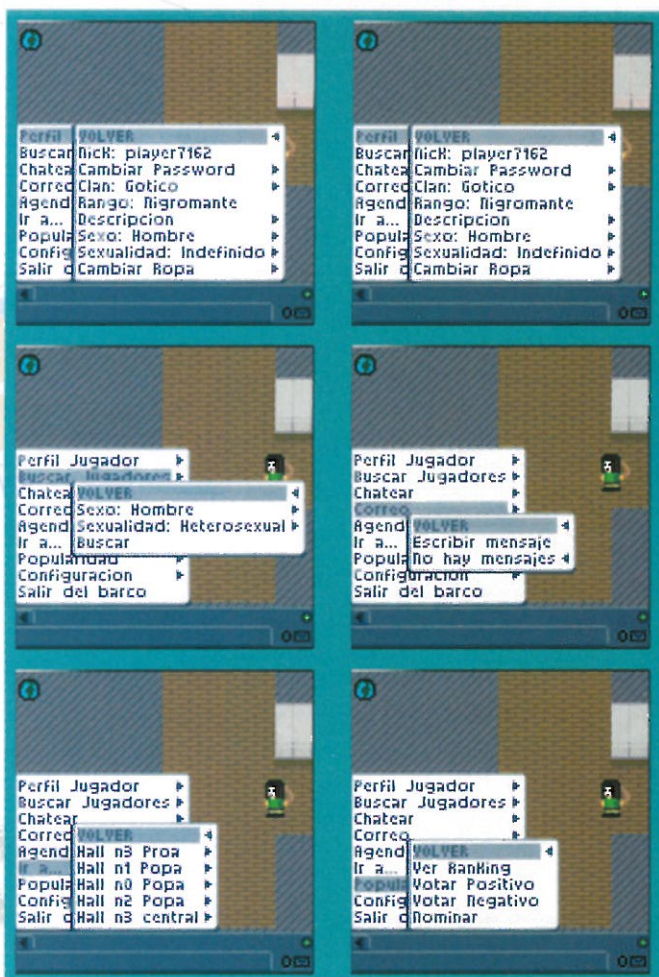 Perfil VOLVER
Buscar Nick: player7162
Chatea Cambiar Password
Correo Clan: Gotico
Agend Rango: Nigromante
Ir a... Descripcion
Popula Sexo: Hombre
Config Sexualidad: Indefinido
Salir d Cambiar Ropa
0
Perfil VOLVER
Buscar Nick: player7162
Chatea Cambiar Password
Correo Clan: Gotico
Agend Rango: Nigromante
Ir a... Descripcion
Popula Sexo: Hombre
Config Sexualidad: Indefinido
Salir d Cambiar Ropa
0
Perfil Jugador
Buscar Jugadores
Chatea VOLVER
Correo Sexo: Hombre
Agend Sexualidad: Heterosexual
Ir a... Buscar
Popularidad
Configuracion
Salir del barco
0
Perfil Jugador
Buscar Jugadores
Chatear
Correo
Agend VOLVER
Ir a... Escribir mensaje
Popula No hay mensajes
Configuracion
Salir del barco
0
Perfil Jugador
Buscar Jugadores
Chatear
Correo VOLVER
Agend Hall n3 Proa
Ir a... Hall n1 Popa
Popula Hall n0 Popa
Config Hall n2 Popa
Salir d Hall n3 central
0
Perfil Jugador
Buscar Jugadores
Chatear
Correo
Agend VOLVER
Ir a... Ver Ranking
Popula Votar Positivo
Config Votar Negativo
Salir d Nominar
0